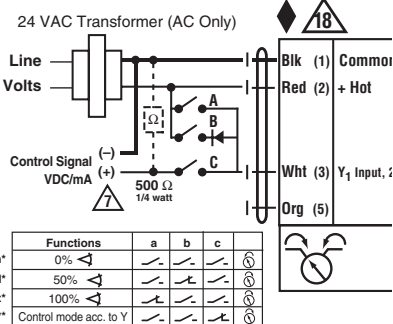 24 VAC Transformer (AC Only)
18
Line
Volts
Blk (1) Common
Red (2) + Hot
A
Ω
B
Control Signal (–)
VDC/mA (+)
C
7
500 Ω
1/4 watt
Wht (3) Y1 Input, 2
Org (5)
Functions a b c
0%
50%
100%
Control mode acc. to Y